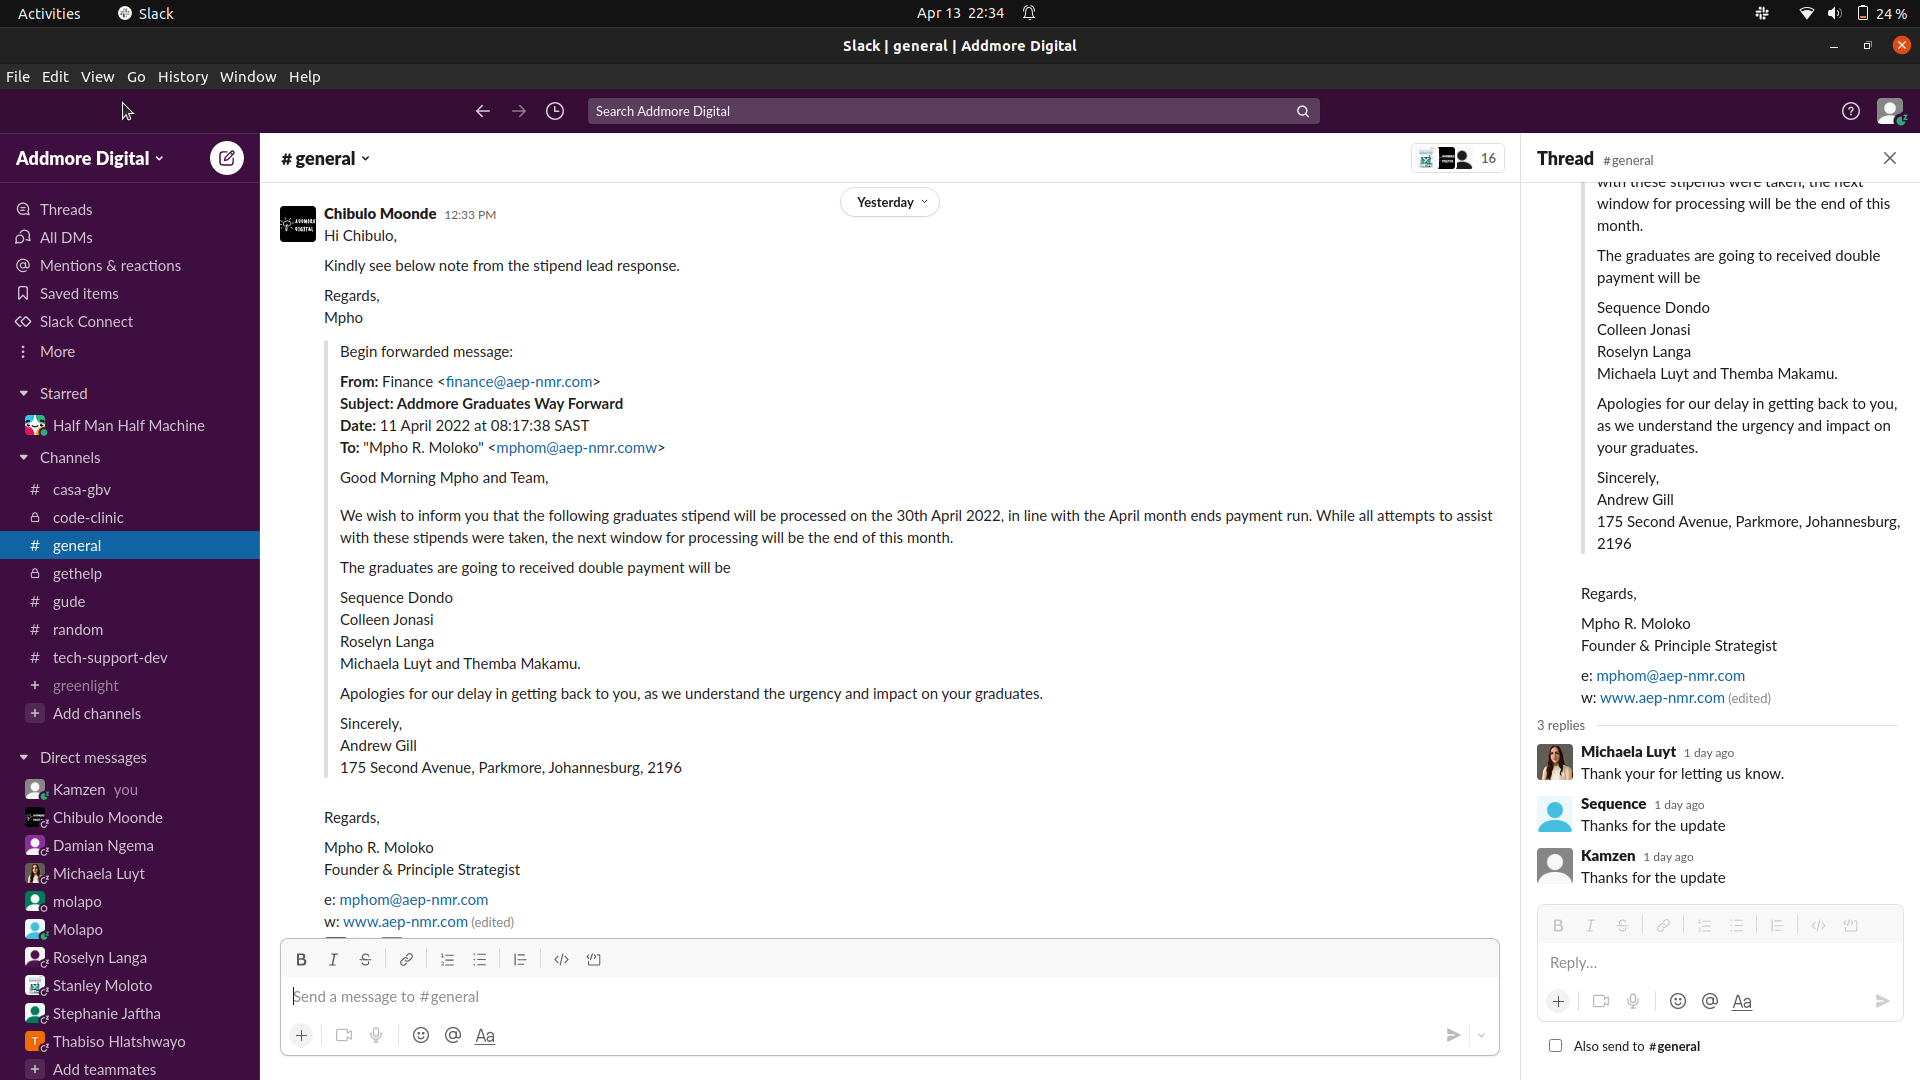 Activities Slack Apr 13 22:34 24 %
Slack | general | Addmore Digital
File Edit View Go History Window Help
Search Addmore Digital
Addmore Digital
Threads
All DMs
Mentions & reactions
Saved items
Slack Connect
More
Starred
Half Man Half Machine
Channels
# casa-gbv
code-clinic
# general
gethelp
# gude
# random
# tech-support-dev
+ greenlight
+ Add channels
Direct messages
Kamzen you
Chibulo Moonde
Damian Ngema
Michaela Luyt
molapo
Molapo
Roselyn Langa
Stanley Moloto
Stephanie Jaftha
T Thabiso Hlatshwayo
+ Add teammates
# general 16
Yesterday
Chibulo Moonde 12:33 PM
Hi Chibulo,
Kindly see below note from the stipend lead response.
Regards,
Mpho
Begin forwarded message:
From: Finance <finance@aep-nmr.com>
Subject: Addmore Graduates Way Forward
Date: 11 April 2022 at 08:17:38 SAST
To: "Mpho R. Moloko" <mphom@aep-nmr.comw>
Good Morning Mpho and Team,
We wish to inform you that the following graduates stipend will be processed on the 30th April 2022, in line with the April month ends payment run. While all attempts to assist
with these stipends were taken, the next window for processing will be the end of this month.
The graduates are going to received double payment will be
Sequence Dondo
Colleen Jonasi
Roselyn Langa
Michaela Luyt and Themba Makamu.
Apologies for our delay in getting back to you, as we understand the urgency and impact on your graduates.
Sincerely,
Andrew Gill
175 Second Avenue, Parkmore, Johannesburg, 2196
Regards,
Mpho R. Moloko
Founder & Principle Strategist
e: mphom@aep-nmr.com
w: www.aep-nmr.com (edited)
Send a message to #general
Aa
Thread #general
with these stipends were taken, the next
window for processing will be the end of this
month.
The graduates are going to received double
payment will be
Sequence Dondo
Colleen Jonasi
Roselyn Langa
Michaela Luyt and Themba Makamu.
Apologies for our delay in getting back to you,
as we understand the urgency and impact on
your graduates.
Sincerely,
Andrew Gill
175 Second Avenue, Parkmore, Johannesburg,
2196
Regards,
Mpho R. Moloko
Founder & Principle Strategist
e: mphom@aep-nmr.com
w: www.aep-nmr.com (edited)
3 replies
Michaela Luyt 1 day ago
Thank your for letting us know.
Sequence 1 day ago
Thanks for the update
Kamzen 1 day ago
Thanks for the update
Reply...
Aa
Also send to #general